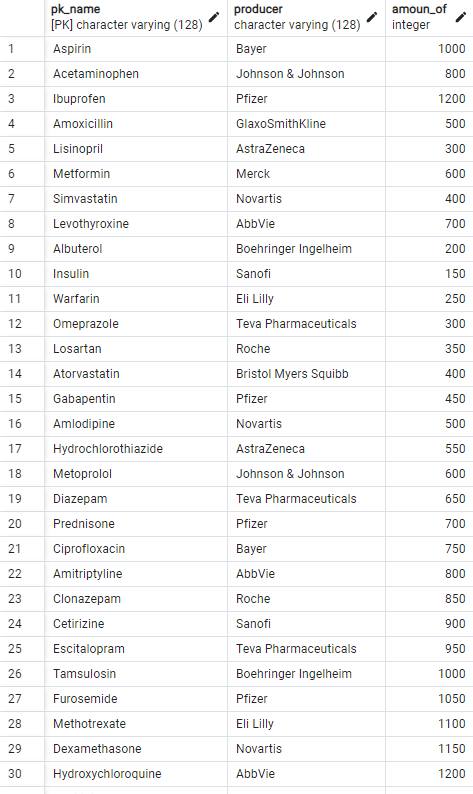 pk_name producer amoun_of
[PK] character varying (128) character varying (128) integer
1 Aspirin Bayer 1000
2 Acetaminophen Johnson & Johnson 800
3 Ibuprofen Pfizer 1200
4 Amoxicillin GlaxoSmithKline 500
5 Lisinopril AstraZeneca 300
6 Metformin Merck 600
7 Simvastatin Novartis 400
8 Levothyroxine AbbVie 700
9 Albuterol Boehringer Ingelheim 200
10 Insulin Sanofi 150
11 Warfarin Eli Lilly 250
12 Omeprazole Teva Pharmaceuticals 300
13 Losartan Roche 350
14 Atorvastatin Bristol Myers Squibb 400
15 Gabapentin Pfizer 450
16 Amlodipine Novartis 500
17 Hydrochlorothiazide AstraZeneca 550
18 Metoprolol Johnson & Johnson 600
19 Diazepam Teva Pharmaceuticals 650
20 Prednisone Pfizer 700
21 Ciprofloxacin Bayer 750
22 Amitriptyline AbbVie 800
23 Clonazepam Roche 850
24 Cetirizine Sanofi 900
25 Escitalopram Teva Pharmaceuticals 950
26 Tamsulosin Boehringer Ingelheim 1000
27 Furosemide Pfizer 1050
28 Methotrexate Eli Lilly 1100
29 Dexamethasone Novartis 1150
30 Hydroxychloroquine AbbVie 1200